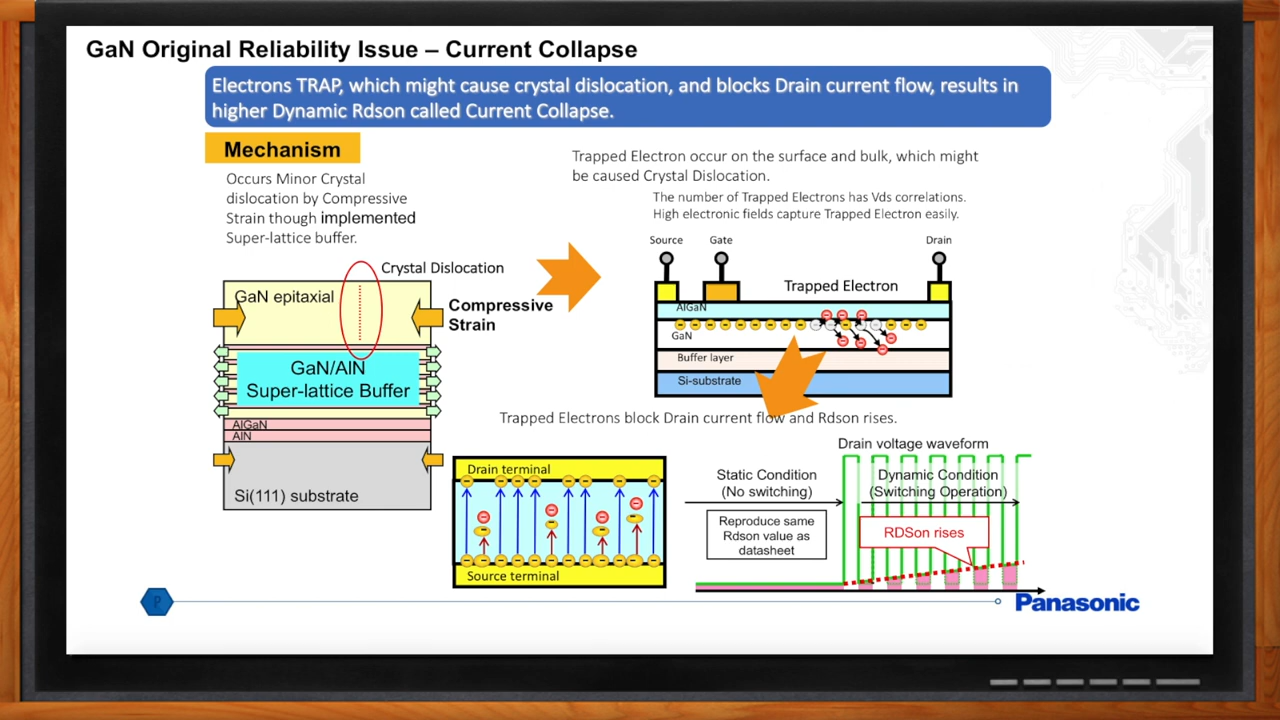 GaN Original Reliability Issue – Current Collapse
Electrons TRAP, which might cause crystal dislocation, and blocks Drain current flow, results in
higher Dynamic Rdson called Current Collapse.
Mechanism
Occurs Minor Crystal
dislocation by Compressive
Strain though implemented
Super-lattice buffer.
Crystal Dislocation
GaN epitaxial
Compressive
Strain
GaN/AlN
Super-lattice Buffer
AlGaN
AlN
Si(111) substrate
Trapped Electron occur on the surface and bulk, which might
be caused Crystal Dislocation.
The number of Trapped Electrons has Vds correlations.
High electronic fields capture Trapped Electron easily.
Source
Gate
Drain
Trapped Electron
AlGaN
GaN
Buffer layer
Si-substrate
Trapped Electrons block Drain current flow and Rdson rises.
Drain terminal
Source terminal
Drain voltage waveform
Static Condition
(No switching)
Dynamic Condition
(Switching Operation)
Reproduce same
Rdson value as
datasheet
RDSon rises
P
Panasonic